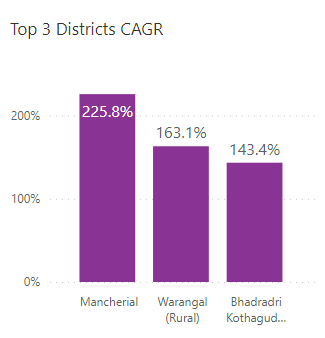 Top 3 Districts CAGR
200%
100%
0%
225.8%
163.1%
143.4%
Mancherial
Warangal
(Rural)
Bhadradri
Kothagud...